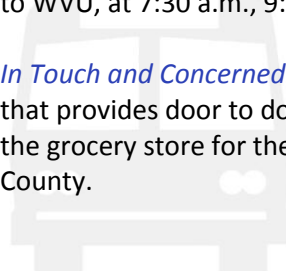 to WVU, at 7:30 a.m., 9:
In Touch and Concerned
that provides door to do
the grocery store for the
County.